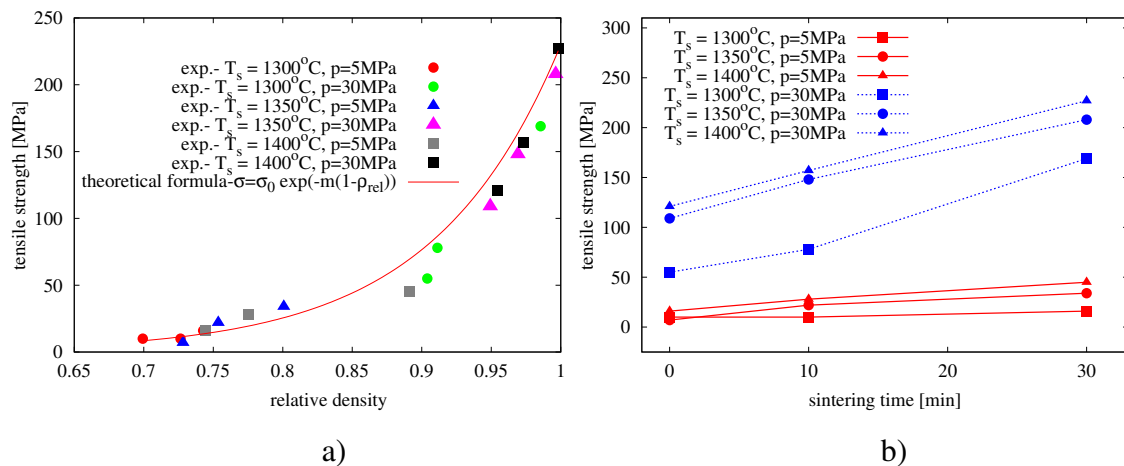 250
200
150
100
50
0
0.65 0.7 0.75 0.8 0.85 0.9 0.95 1
tensile strength [MPa]
relative density
exp.- T_s = 1300°C, p=5MPa
exp.- T_s = 1300°C, p=30MPa
exp.- T_s = 1350°C, p=5MPa
exp.- T_s = 1350°C, p=30MPa
exp.- T_s = 1400°C, p=5MPa
exp.- T_s = 1400°C, p=30MPa
theoretical formula-σ=σ_0 exp(-m(1-ρ_rel))
a)
300
250
200
150
100
50
0
0 10 20 30
tensile strength [MPa]
sintering time [min]
T_s = 1300°C, p=5MPa
T_s = 1350°C, p=5MPa
T_s = 1400°C, p=5MPa
T_s = 1300°C, p=30MPa
T_s = 1350°C, p=30MPa
T_s = 1400°C, p=30MPa
b)